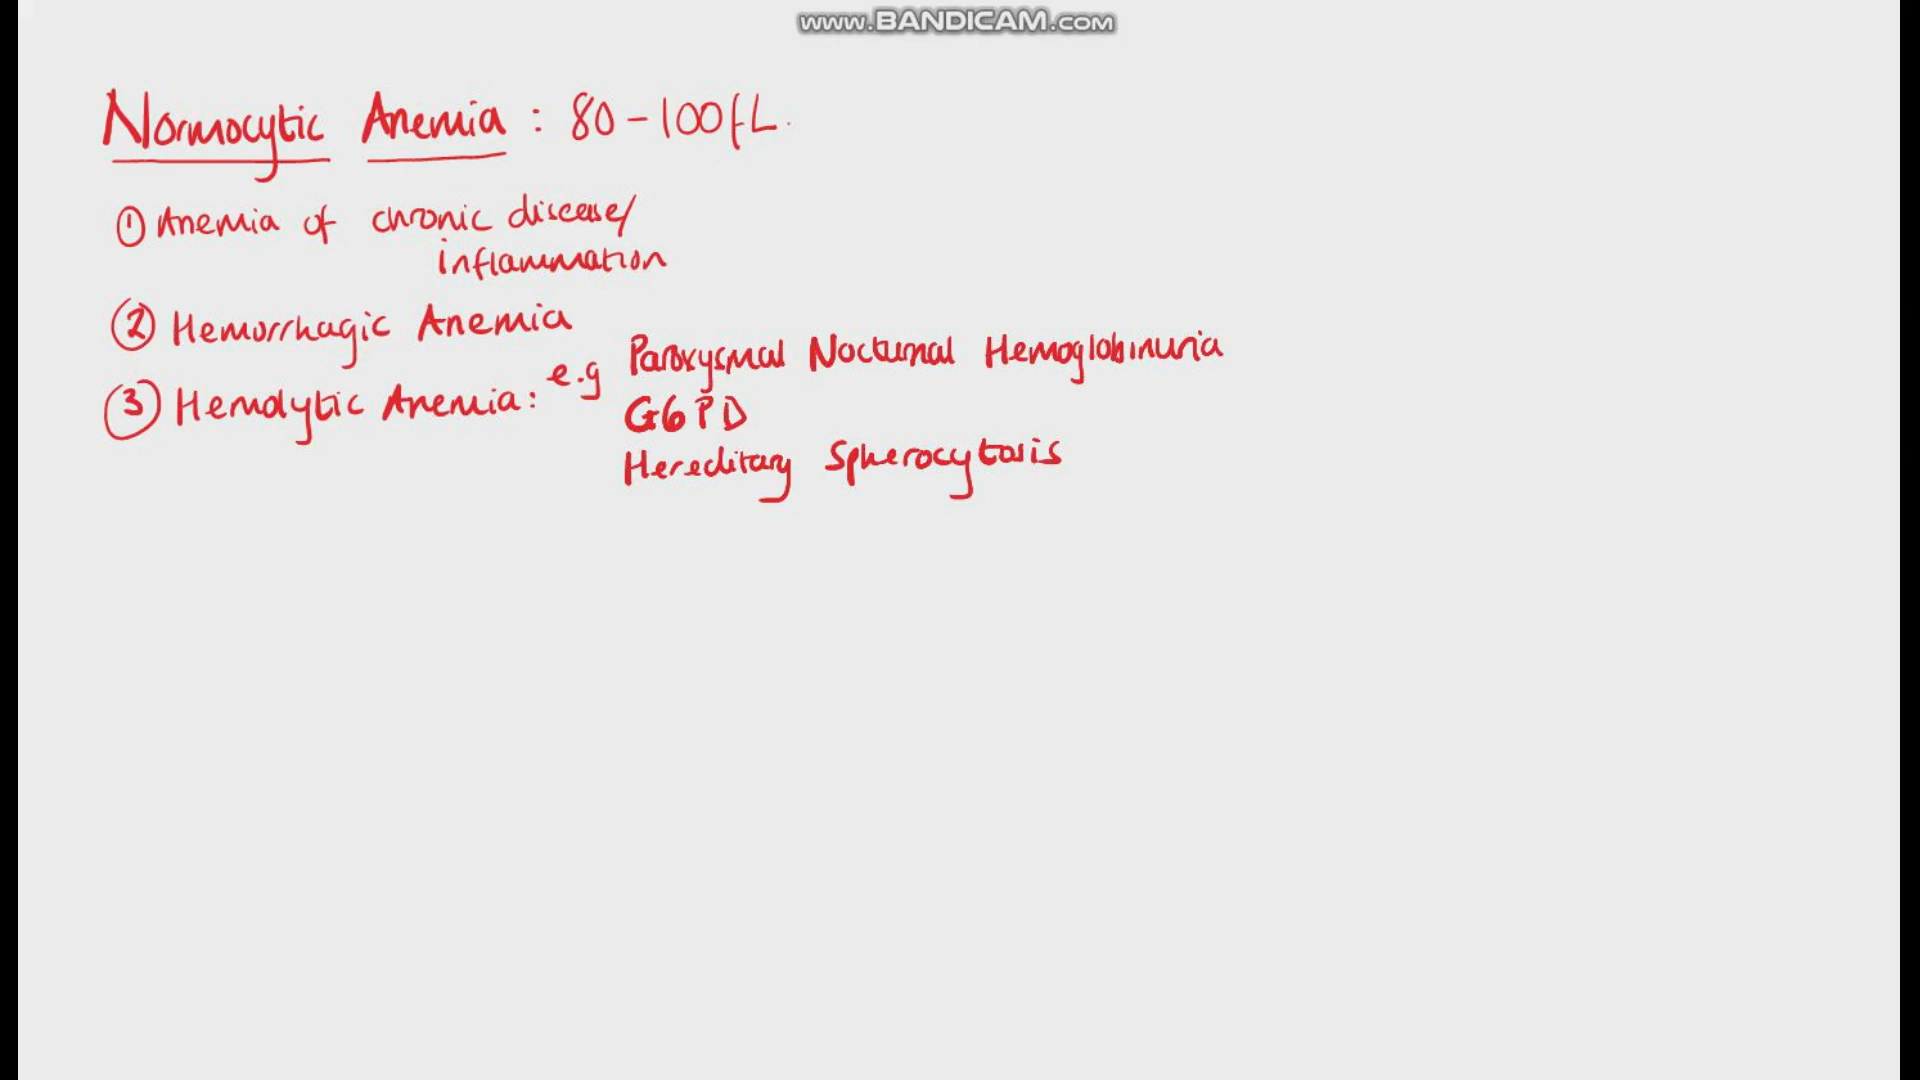 www.BANDICAM.com
Normocytic Anemia : 80-100fL.
① Anemia of chronic disease/
inflammation
② Hemorrhagic Anemia
③ Hemolytic Anemia: e.g Paroxysmal Nocturnal Hemoglobinuria
G6PD
Hereditary Spherocytosis